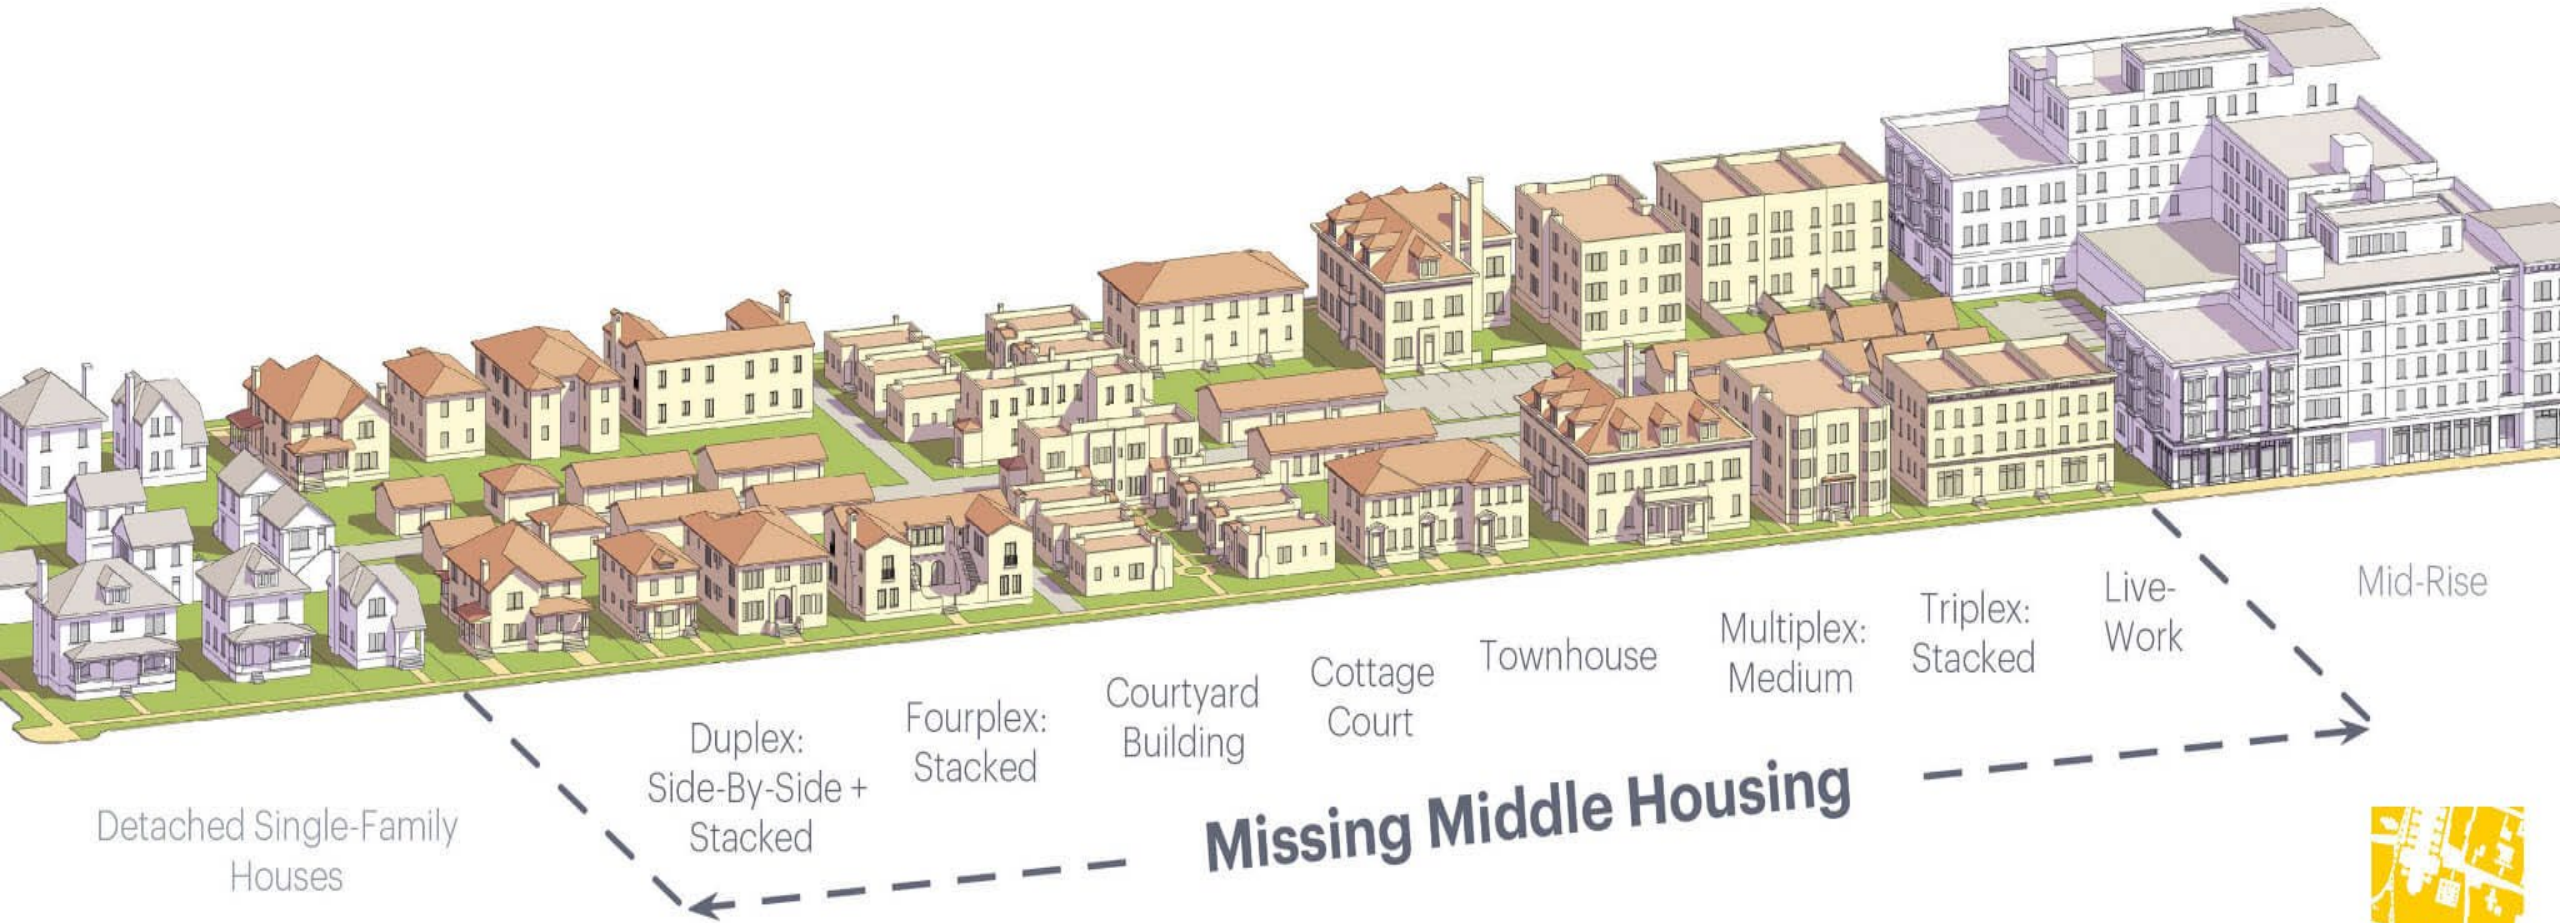 Detached Single-Family
Houses
Duplex:
Side-By-Side +
Stacked
Fourplex:
Stacked
Courtyard
Building
Cottage
Court
Townhouse
Multiplex:
Medium
Triplex:
Stacked
Live-
Work
Mid-Rise
Missing Middle Housing